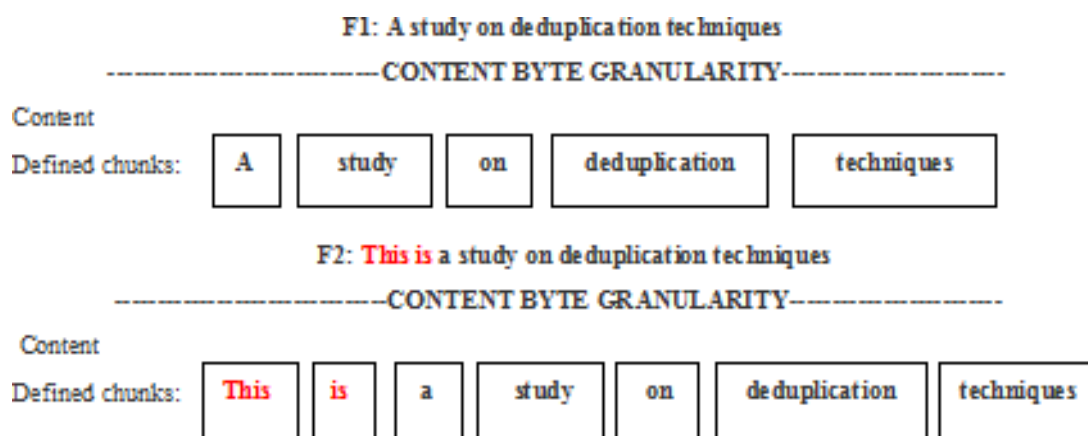 F1: A study on deduplication techniques
------------------------------CONTENT BYTE GRANULARITY-------------------------
Content
Defined chunks: A study on deduplication techniques
F2: This is a study on deduplication techniques
------------------------------CONTENT BYTE GRANULARITY------------------------
Content
Defined chunks: This is a study on deduplication techniques